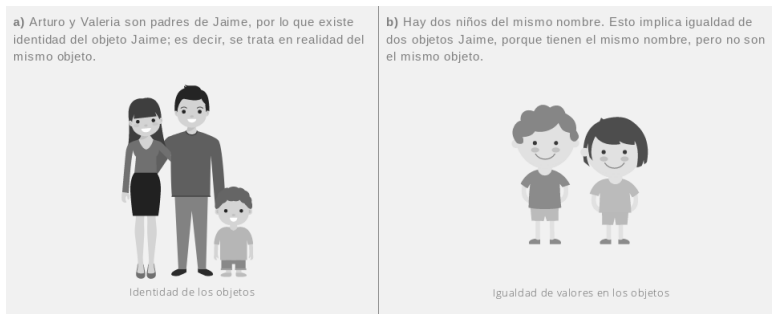 a) Arturo y Valeria son padres de Jaime, por lo que existe
identidad del objeto Jaime; es decir, se trata en realidad del
mismo objeto.
Identidad de los objetos
b) Hay dos niños del mismo nombre. Esto implica igualdad de
dos objetos Jaime, porque tienen el mismo nombre, pero no son
el mismo objeto.
Igualdad de valores en los objetos